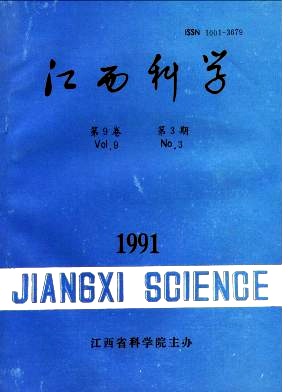 ISSN 1001-3679
江西科学
第9卷 第3期
Vol.9 No.3
1991
JIANGXI SCIENCE
江西省科学院主办